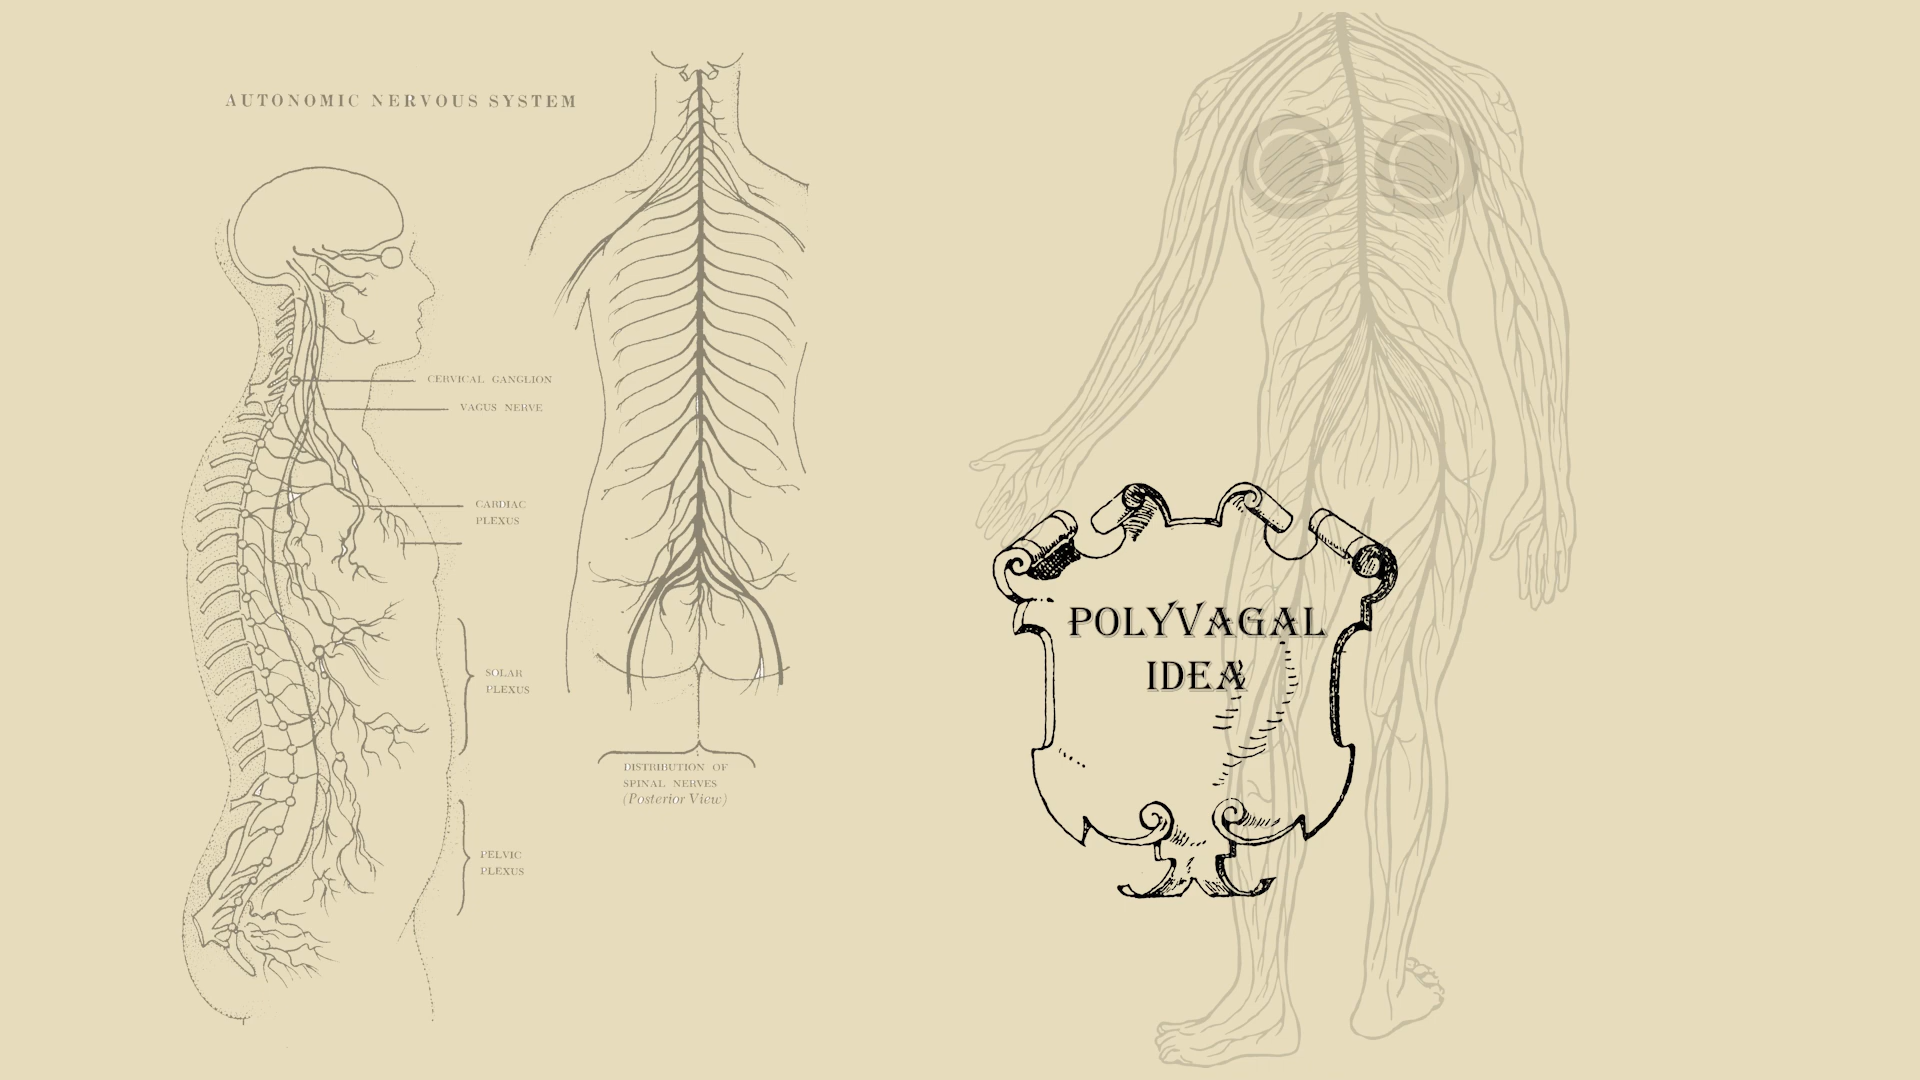 AUTONOMIC NERVOUS SYSTEM
CERVICAL GANGLION
VAGUS NERVE
CARDIAC
PLEXUS
SOLAR
PLEXUS
PELVIC
PLEXUS
DISTRIBUTION OF
SPINAL NERVES
(Posterior View)
POLYVAGAL
IDEA